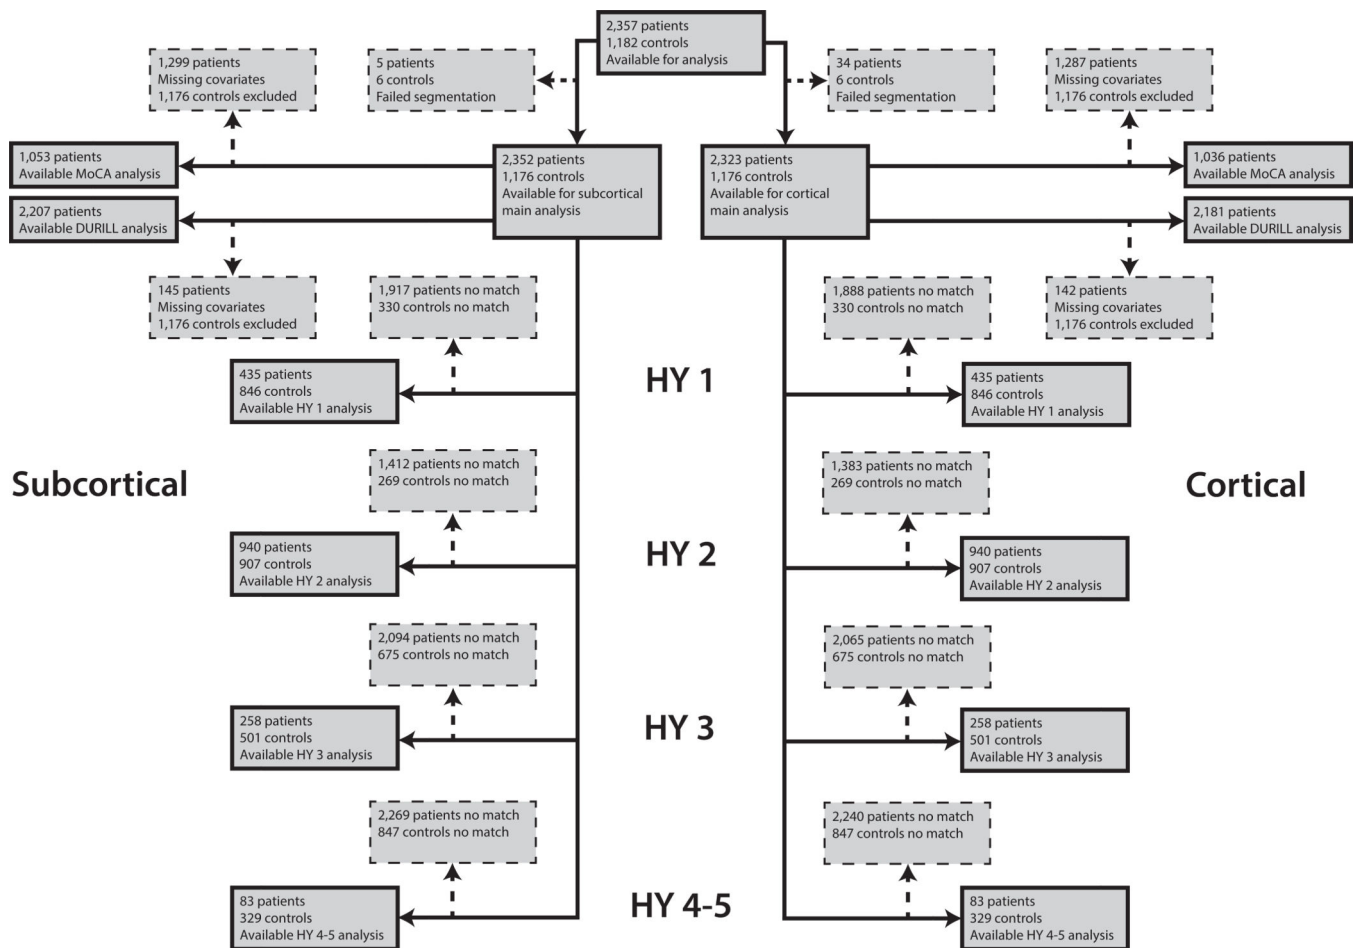 2,357 patients
1,182 controls
Available for analysis
1,299 patients
Missing covariates
1,176 controls excluded
5 patients
6 controls
Failed segmentation
34 patients
6 controls
Failed segmentation
1,287 patients
Missing covariates
1,176 controls excluded
1,053 patients
Available MoCA analysis
2,352 patients
1,176 controls
Available for subcortical
main analysis
2,323 patients
1,176 controls
Available for cortical
main analysis
1,036 patients
Available MoCA analysis
2,207 patients
Available DURILL analysis
2,181 patients
Available DURILL analysis
145 patients
Missing covariates
1,176 controls excluded
1,917 patients no match
330 controls no match
1,888 patients no match
330 controls no match
142 patients
Missing covariates
1,176 controls excluded
435 patients
846 controls
Available HY 1 analysis
HY 1
435 patients
846 controls
Available HY 1 analysis
Subcortical
1,412 patients no match
269 controls no match
1,383 patients no match
269 controls no match
Cortical
940 patients
907 controls
Available HY 2 analysis
HY 2
940 patients
907 controls
Available HY 2 analysis
2,094 patients no match
675 controls no match
2,065 patients no match
675 controls no match
258 patients
501 controls
Available HY 3 analysis
HY 3
258 patients
501 controls
Available HY 3 analysis
2,269 patients no match
847 controls no match
2,240 patients no match
847 controls no match
83 patients
329 controls
Available HY 4-5 analysis
HY 4-5
83 patients
329 controls
Available HY 4-5 analysis